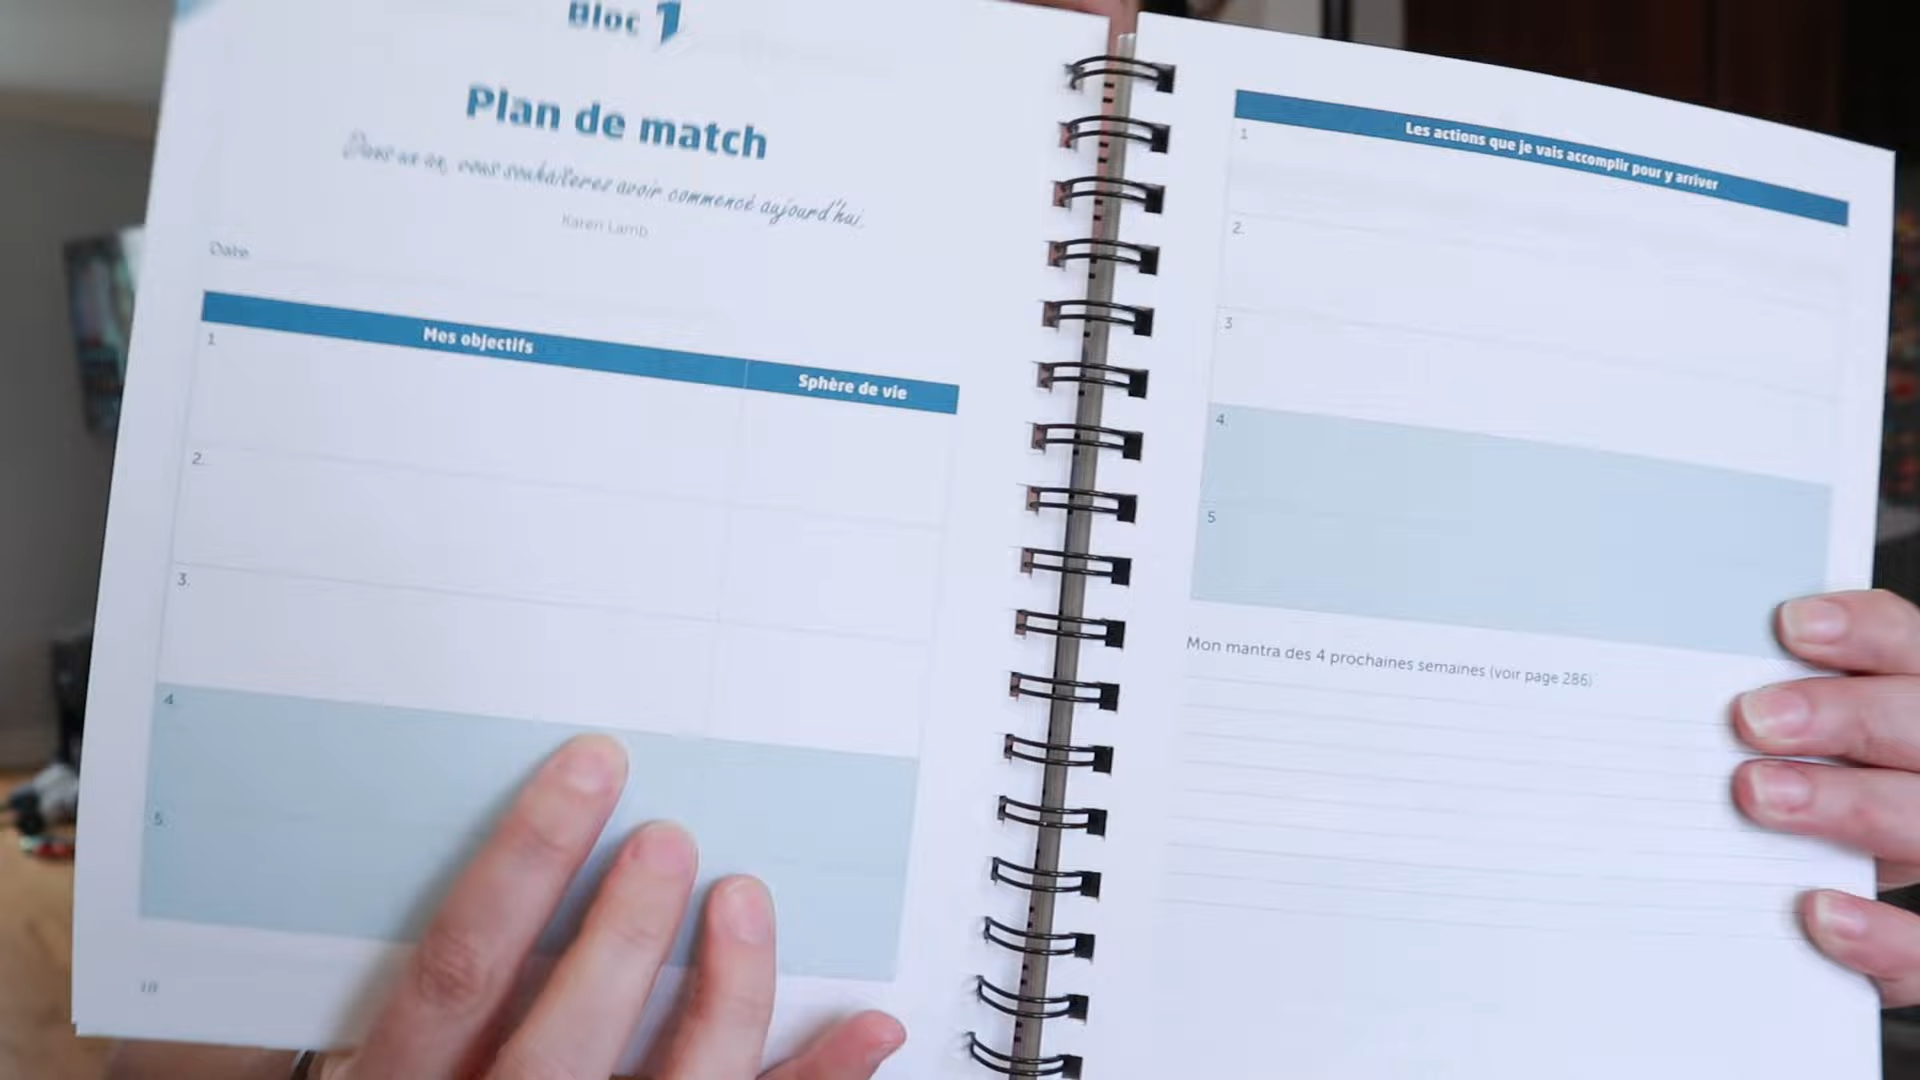 Bloc 1
Plan de match
Dans un an, vous souhaiterez avoir commencé aujourd'hui.
Karen Lamb
Date
Mes objectifs
Sphère de vie
1
2.
3.
4
5.
Les actions que je vais accomplir pour y arriver
1
2.
3
4.
5
Mon mantra des 4 prochaines semaines (voir page 286)